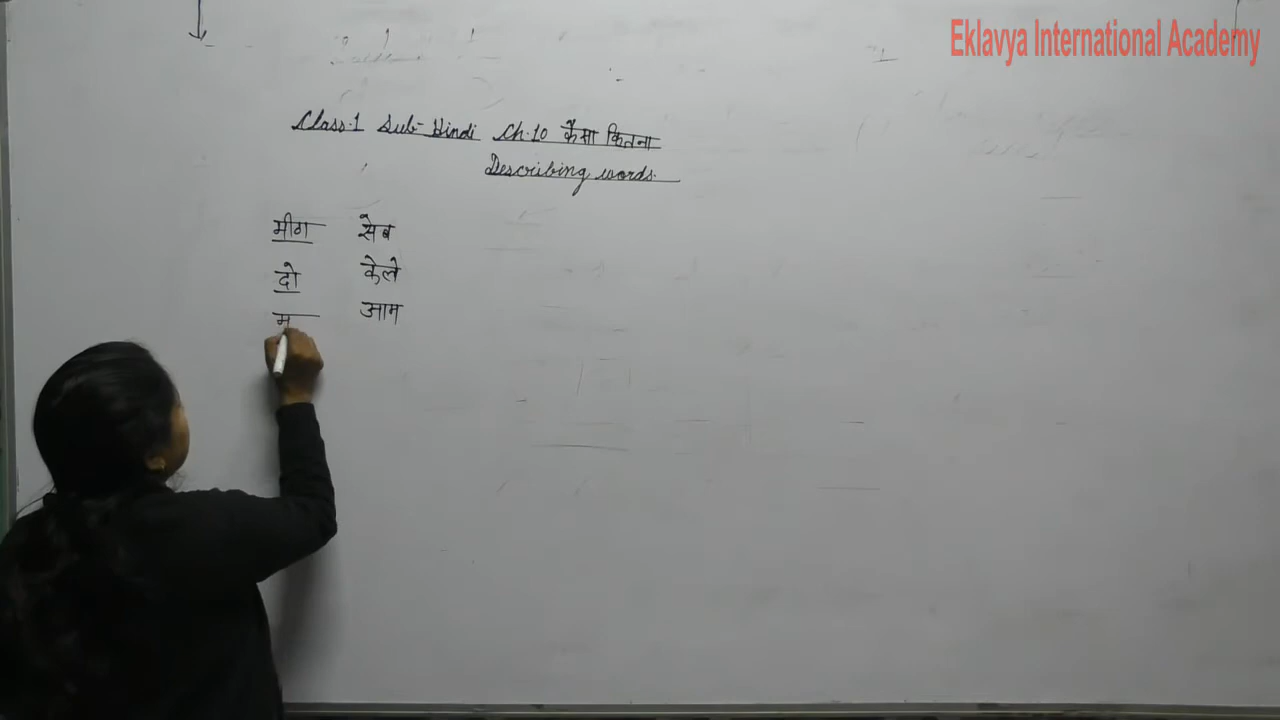 Eklavya International Academy
Class-1 Sub- Hindi Ch-10 कैसा कितना
Describing words
मीठा सेब
दो केले
म आम